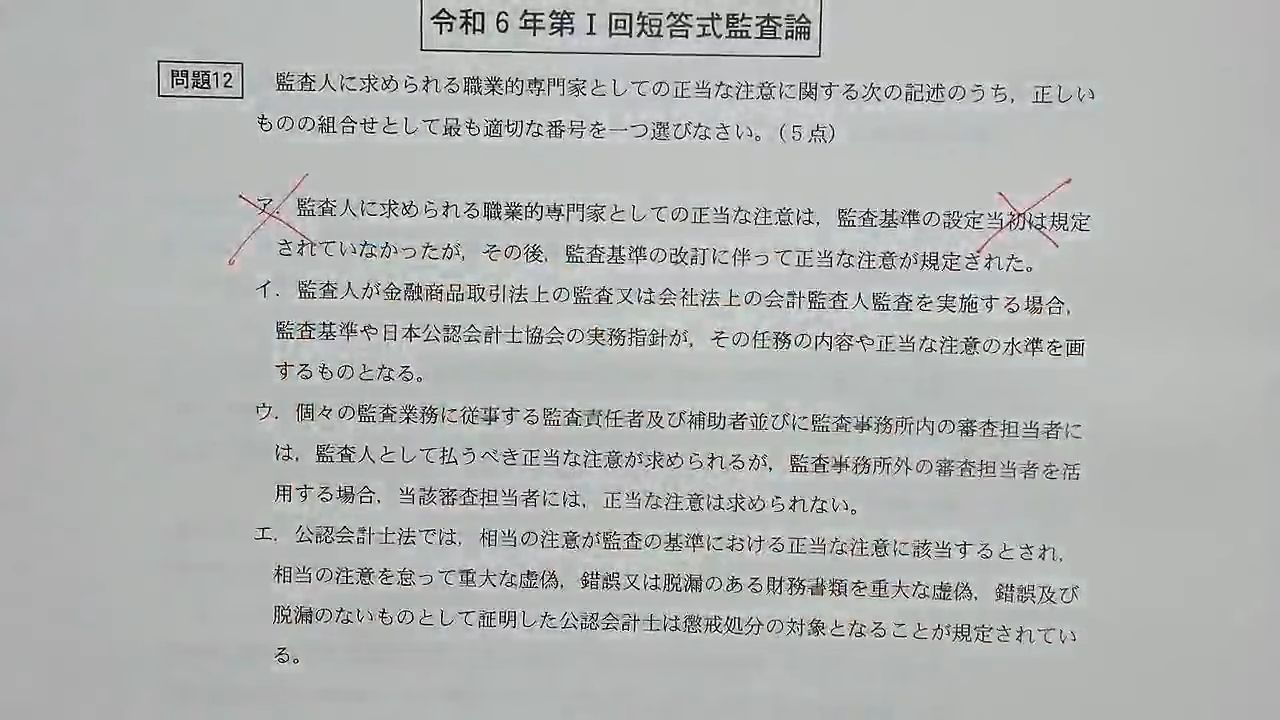 令和6年第Ⅰ回短答式監査論
問題12　監査人に求められる職業的専門家としての正当な注意に関する次の記述のうち，正しい
ものの組合せとして最も適切な番号を一つ選びなさい。（5点）
ア．監査人に求められる職業的専門家としての正当な注意は，監査基準の設定当初は規定
されていなかったが，その後，監査基準の改訂に伴って正当な注意が規定された。
イ．監査人が金融商品取引法上の監査又は会社法上の会計監査人監査を実施する場合，
監査基準や日本公認会計士協会の実務指針が，その任務の内容や正当な注意の水準を画
するものとなる。
ウ．個々の監査業務に従事する監査責任者及び補助者並びに監査事務所内の審査担当者に
は，監査人として払うべき正当な注意が求められるが，監査事務所外の審査担当者を活
用する場合，当該審査担当者には，正当な注意は求められない。
エ．公認会計士法では，相当の注意が監査の基準における正当な注意に該当するとされ，
相当の注意を怠って重大な虚偽，錯誤又は脱漏のある財務書類を重大な虚偽，錯誤及び
脱漏のないものとして証明した公認会計士は懲戒処分の対象となることが規定されてい
る。